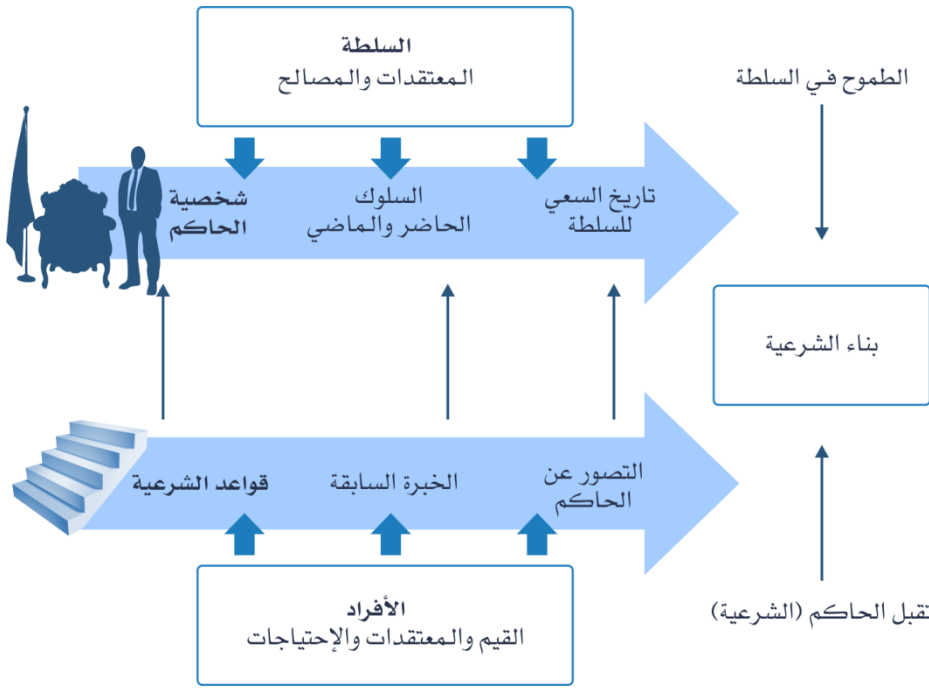 السلطة
المعتقدات والمصالح
الطموح في السلطة
شخصية
الحاكم
السلوك
الحاضر والماضي
تاريخ السعي
للسلطة
بناء الشرعية
قواعد الشرعية
الخبرة السابقة
التصور عن
الحاكم
الأفراد
القيم والمعتقدات والإحتياجات
تقبل الحاكم (الشرعية)